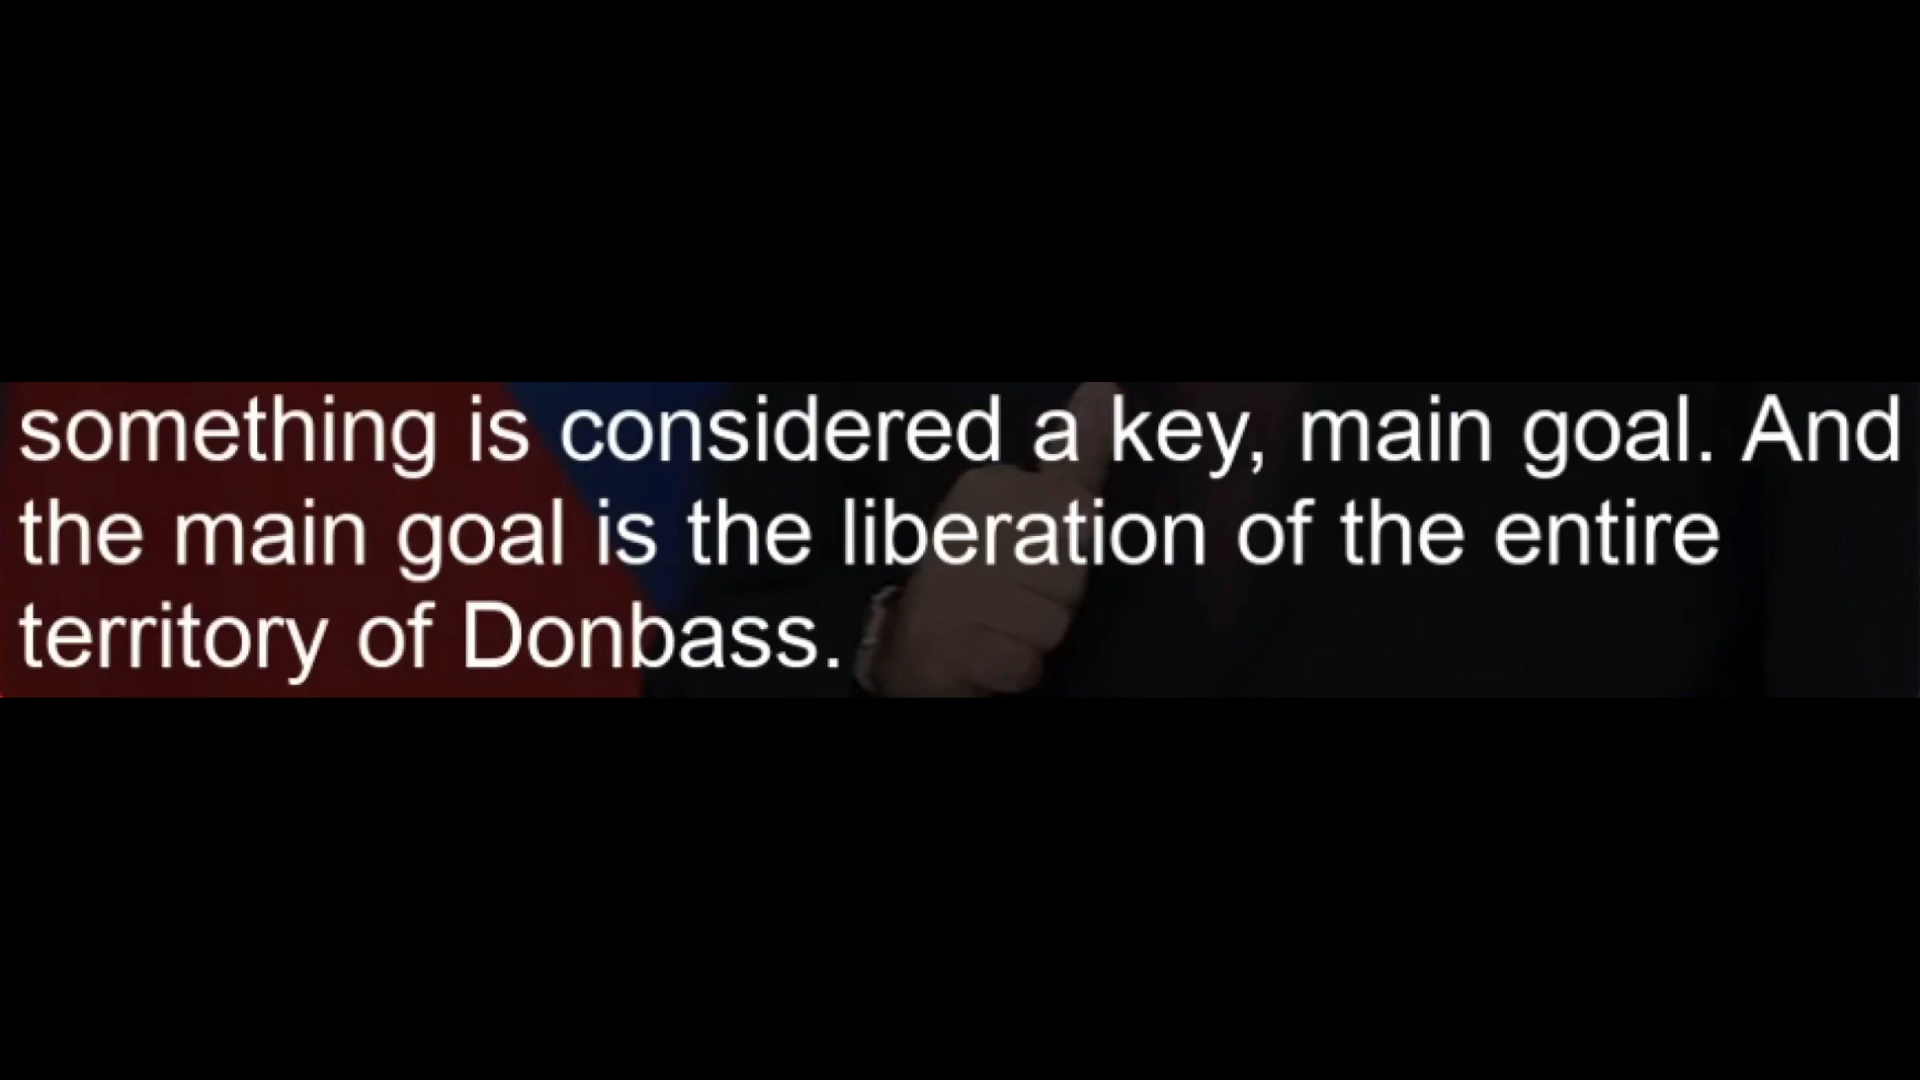 something is considered a key, main goal. And
the main goal is the liberation of the entire
territory of Donbass.